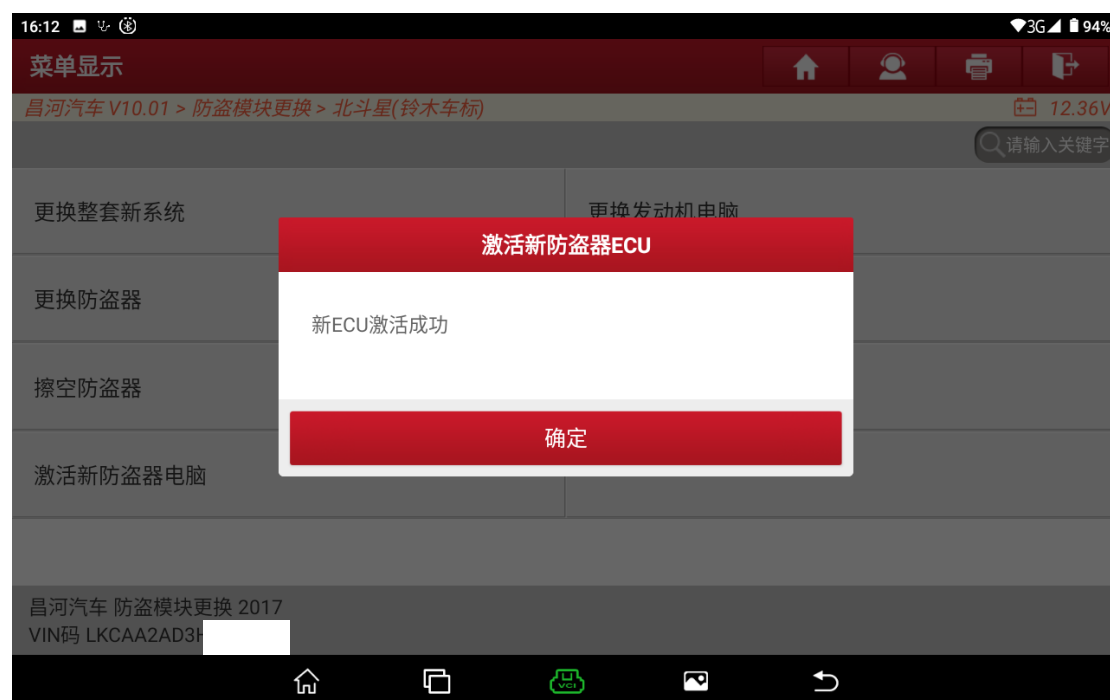 16:12
3G 94%
菜单显示
昌河汽车 V10.01 > 防盗模块更换 > 北斗星(铃木车标)
12.36V
请输入关键字
更换整套新系统
更换发动机电脑
激活新防盗器ECU
更换防盗器
新ECU激活成功
擦空防盗器
确定
激活新防盗器电脑
昌河汽车 防盗模块更换 2017
VIN码 LKCAA2AD3H
VCI